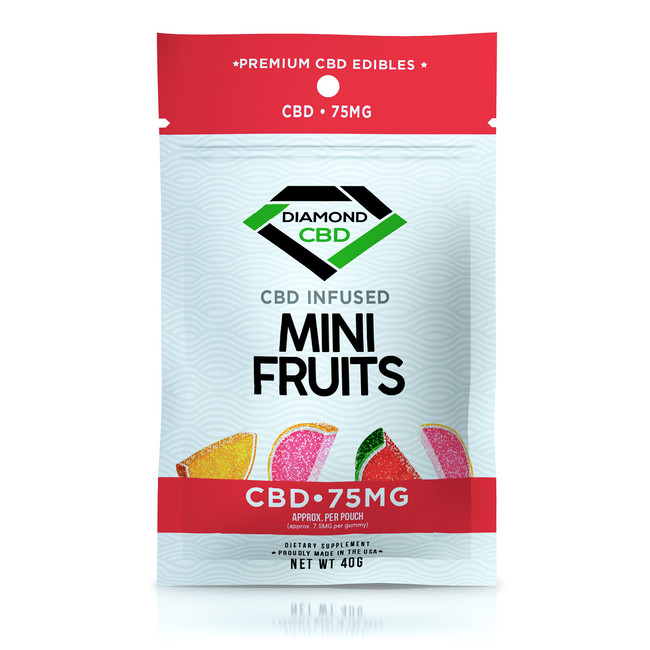 ★PREMIUM CBD EDIBLES ★
CBD • 75MG
DIAMOND
CBD
CBD INFUSED
MINI
FRUITS
CBD•75MG
APPROX. PER POUCH
(approx. 7.5MG per gummy)
DIETARY SUPPLEMENT
★ PROUDLY MADE IN THE USA ★
NET WT 40G